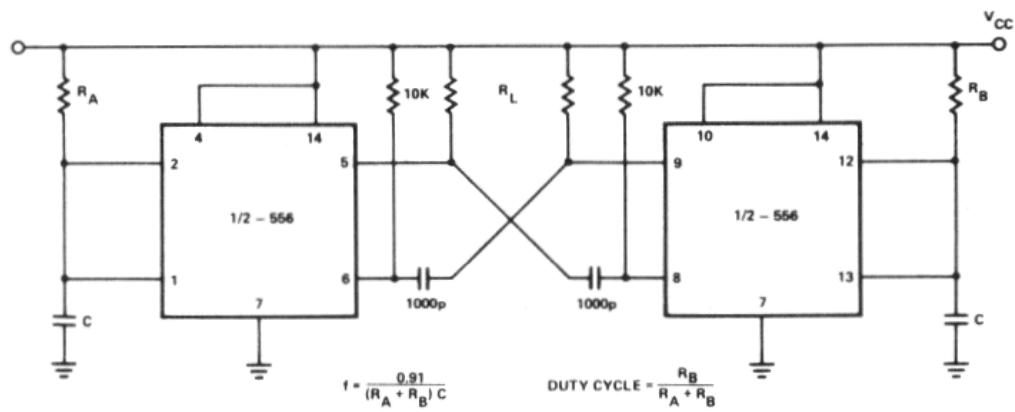 VCC
RA
10K
RL
10K
RB
4
14
10
14
2
5
9
12
1/2 – 556
1/2 – 556
1
6
8
13
1000p
1000p
7
7
C
C
f = 0.91 / (RA + RB) C
DUTY CYCLE = RB / RA + RB